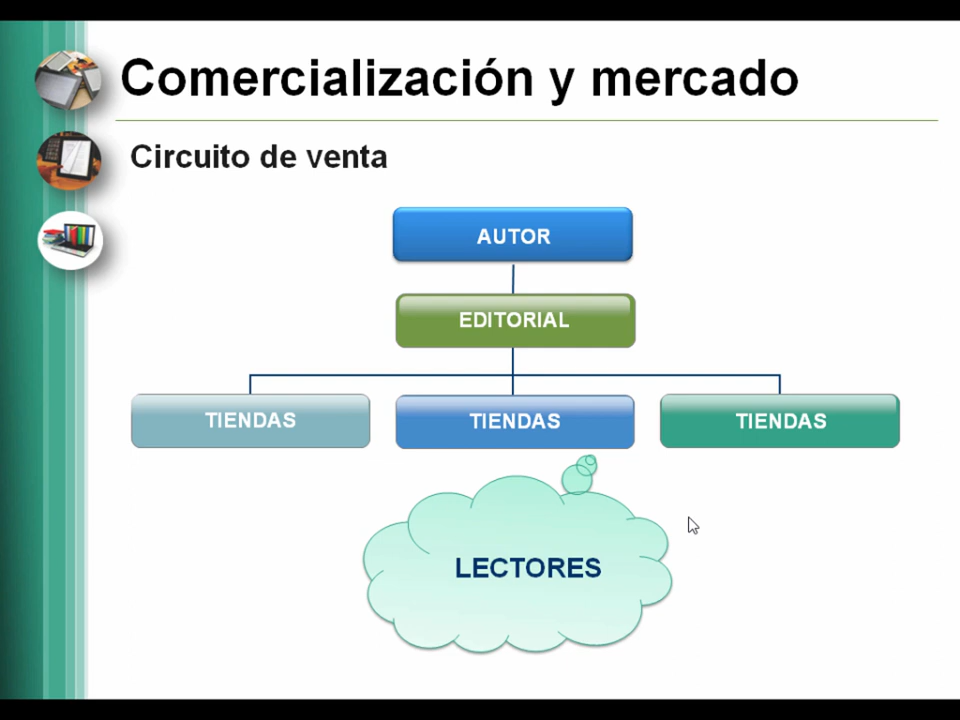 Comercialización y mercado
Circuito de venta
AUTOR
EDITORIAL
TIENDAS
TIENDAS
TIENDAS
LECTORES